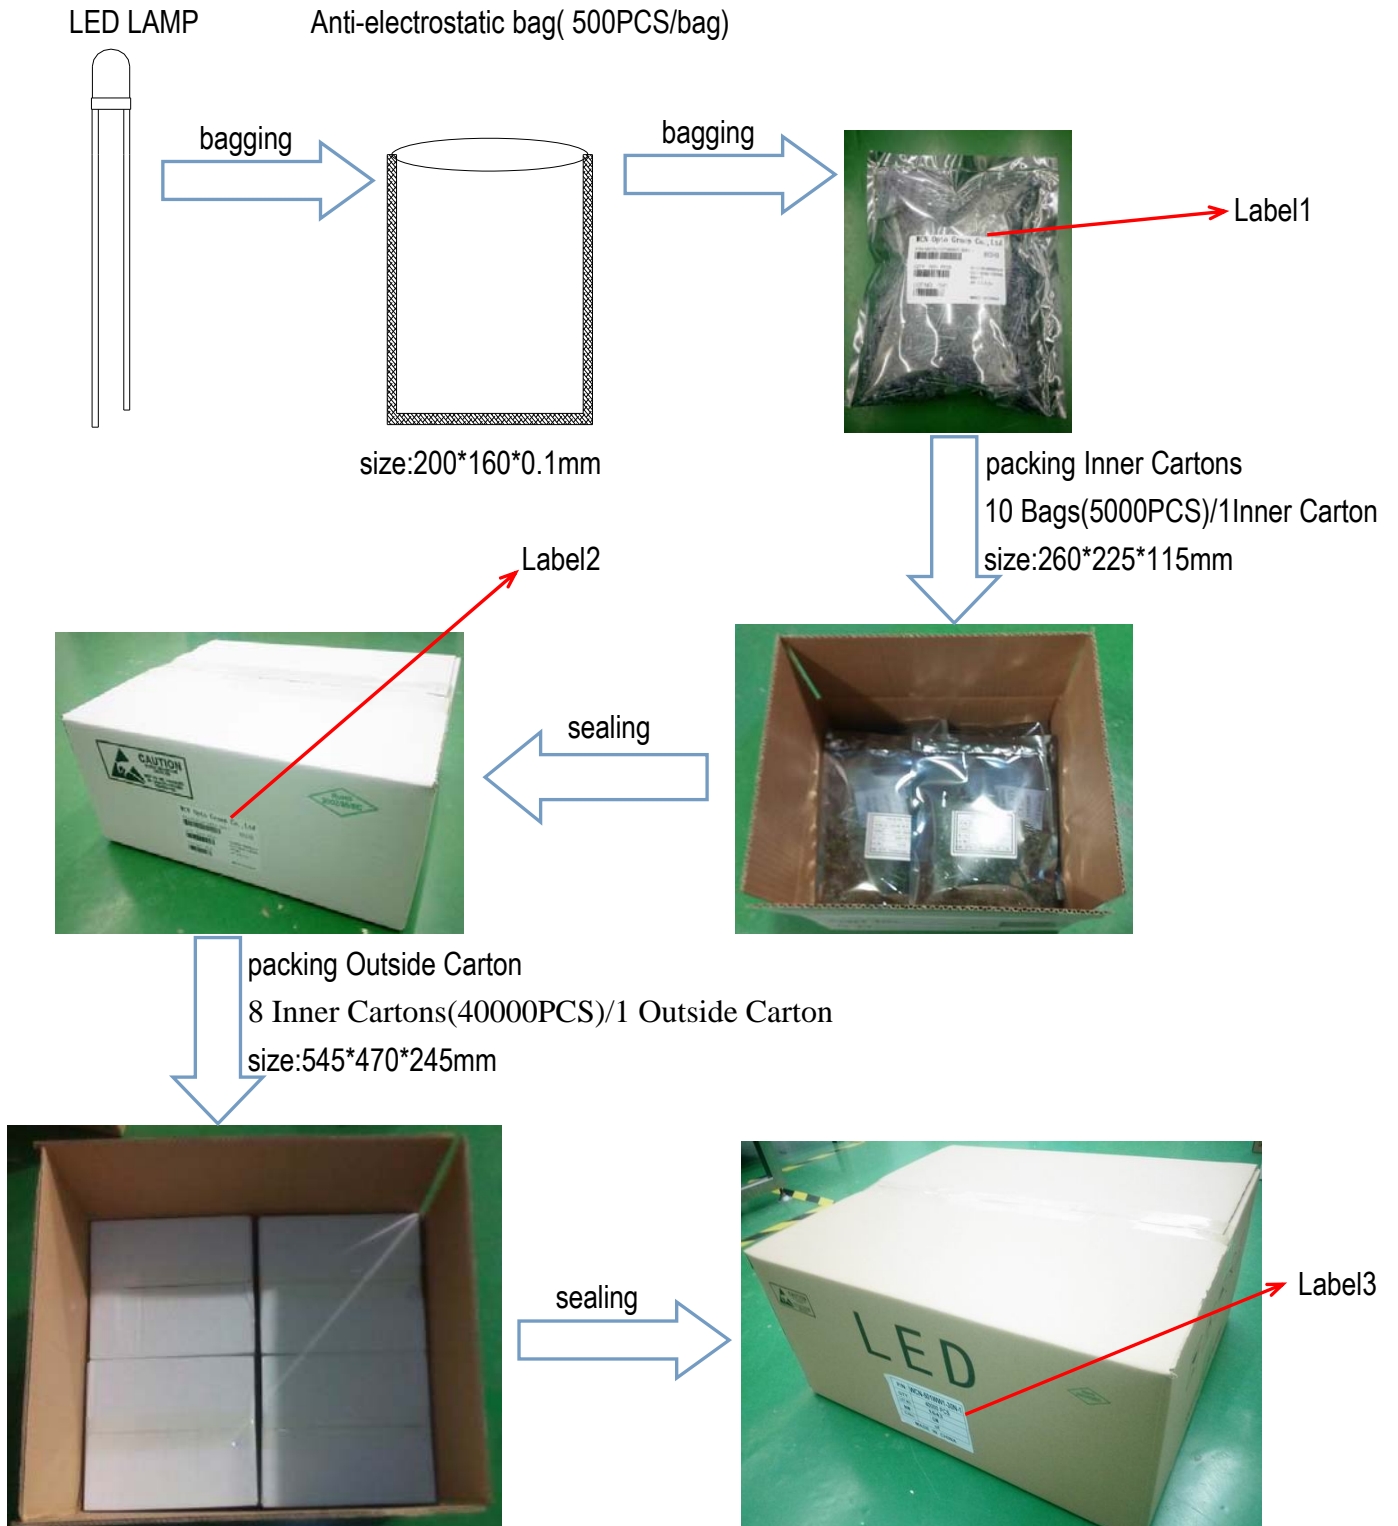 LED LAMP
Anti-electrostatic bag( 500PCS/bag)
bagging
bagging
Label1
size:200*160*0.1mm
packing Inner Cartons
10 Bags(5000PCS)/1Inner Carton
size:260*225*115mm
Label2
sealing
CAUTION
packing Outside Carton
8 Inner Cartons(40000PCS)/1 Outside Carton
size:545*470*245mm
sealing
Label3
LED